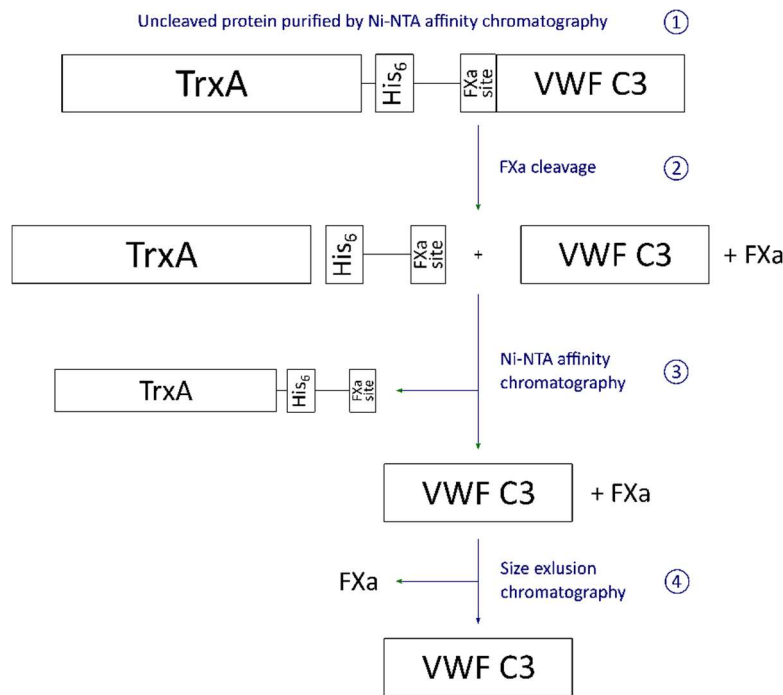 Uncleaved protein purified by Ni-NTA affinity chromatography ①
TrxA His₆ FXa site VWF C3
FXa cleavage ②
TrxA His₆ FXa site + VWF C3 + FXa
Ni-NTA affinity
chromatography ③
TrxA His₆ FXa site
VWF C3 + FXa
Size exlusion
chromatography ④
FXa
VWF C3